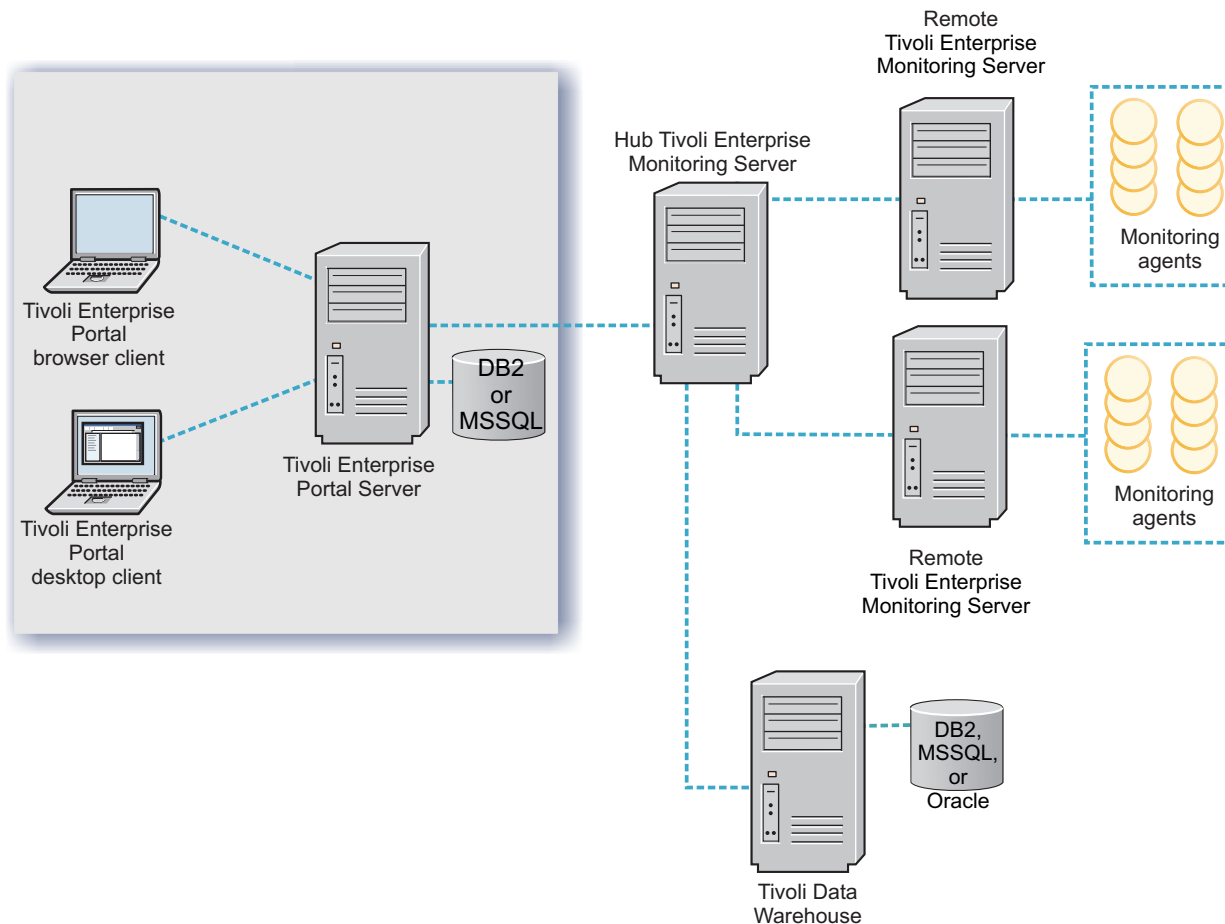 Remote
Tivoli Enterprise
Monitoring Server
Hub Tivoli Enterprise
Monitoring Server
Monitoring
agents
Tivoli Enterprise
Portal
browser client
DB2
or
MSSQL
Tivoli Enterprise
Portal Server
Tivoli Enterprise
Portal
desktop client
Monitoring
agents
Remote
Tivoli Enterprise
Monitoring Server
DB2,
MSSQL,
or
Oracle
Tivoli Data
Warehouse